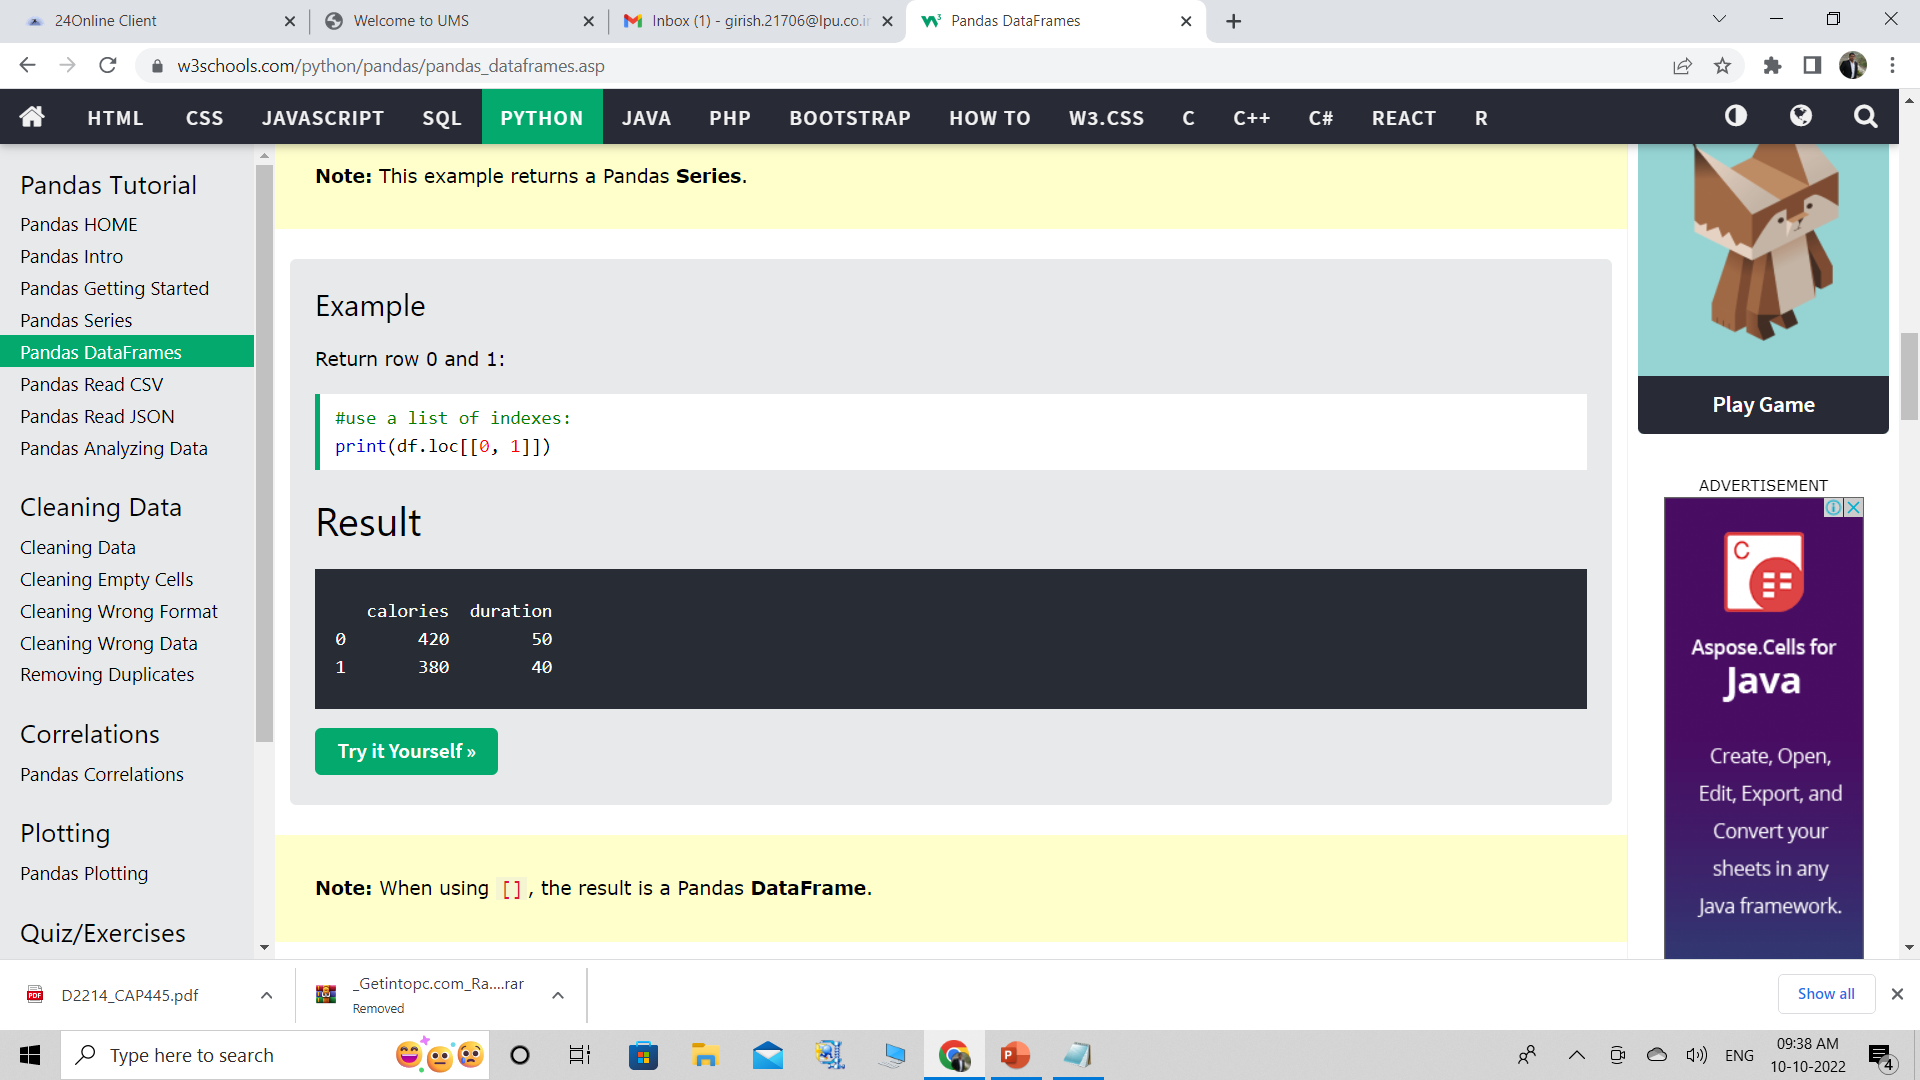 24Online Client
Welcome to UMS
Inbox (1) - girish.21706@lpu.co.in
Pandas DataFrames
w3schools.com/python/pandas/pandas_dataframes.asp
HTML CSS JAVASCRIPT SQL PYTHON JAVA PHP BOOTSTRAP HOW TO W3.CSS C C++ C# REACT R
Pandas Tutorial
Pandas HOME
Pandas Intro
Pandas Getting Started
Pandas Series
Pandas DataFrames
Pandas Read CSV
Pandas Read JSON
Pandas Analyzing Data
Cleaning Data
Cleaning Data
Cleaning Empty Cells
Cleaning Wrong Format
Cleaning Wrong Data
Removing Duplicates
Correlations
Pandas Correlations
Plotting
Pandas Plotting
Quiz/Exercises
Note: This example returns a Pandas Series.
Example
Return row 0 and 1:
#use a list of indexes:
print(df.loc[[0, 1]])
Result
calories duration
0 420 50
1 380 40
Try it Yourself »
Note: When using [], the result is a Pandas DataFrame.
Play Game
ADVERTISEMENT
C
Aspose.Cells for
Java
Create, Open,
Edit, Export, and
Convert your
sheets in any
Java framework.
PDF
D2214_CAP445.pdf
_Getintopc.com_Ra....rar
Removed
Show all
Type here to search
P
ENG
09:38 AM
10-10-2022
4